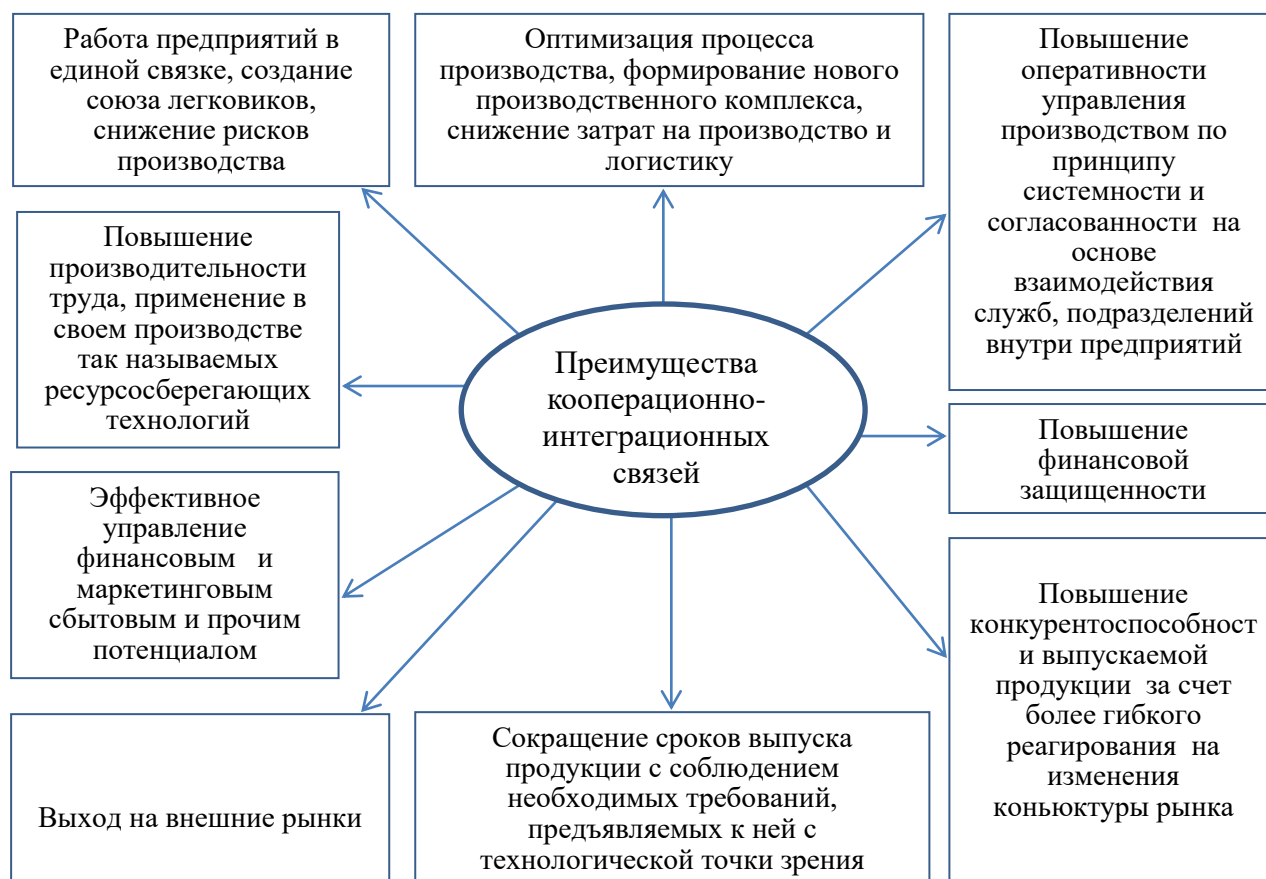 Работа предприятий в
единой связке, создание
союза легковиков,
снижение рисков
производства
Оптимизация процесса
производства, формирование нового
производственного комплекса,
снижение затрат на производство и
логистику
Повышение
оперативности
управления
производством по
принципу
системности и
согласованности на
основе
взаимодействия
служб, подразделений
внутри предприятий
Повышение
производительности
труда, применение в
своем производстве
так называемых
ресурсосберегающих
технологий
Преимущества
кооперационно-
интеграционных
связей
Повышение
финансовой
защищенности
Эффективное
управление
финансовым и
маркетинговым
сбытовым и прочим
потенциалом
Повышение
конкурентоспособност
и выпускаемой
продукции за счет
более гибкого
реагирования на
изменения
коньюктуры рынка
Выход на внешние рынки
Сокращение сроков выпуска
продукции с соблюдением
необходимых требований,
предъявляемых к ней с
технологической точки зрения